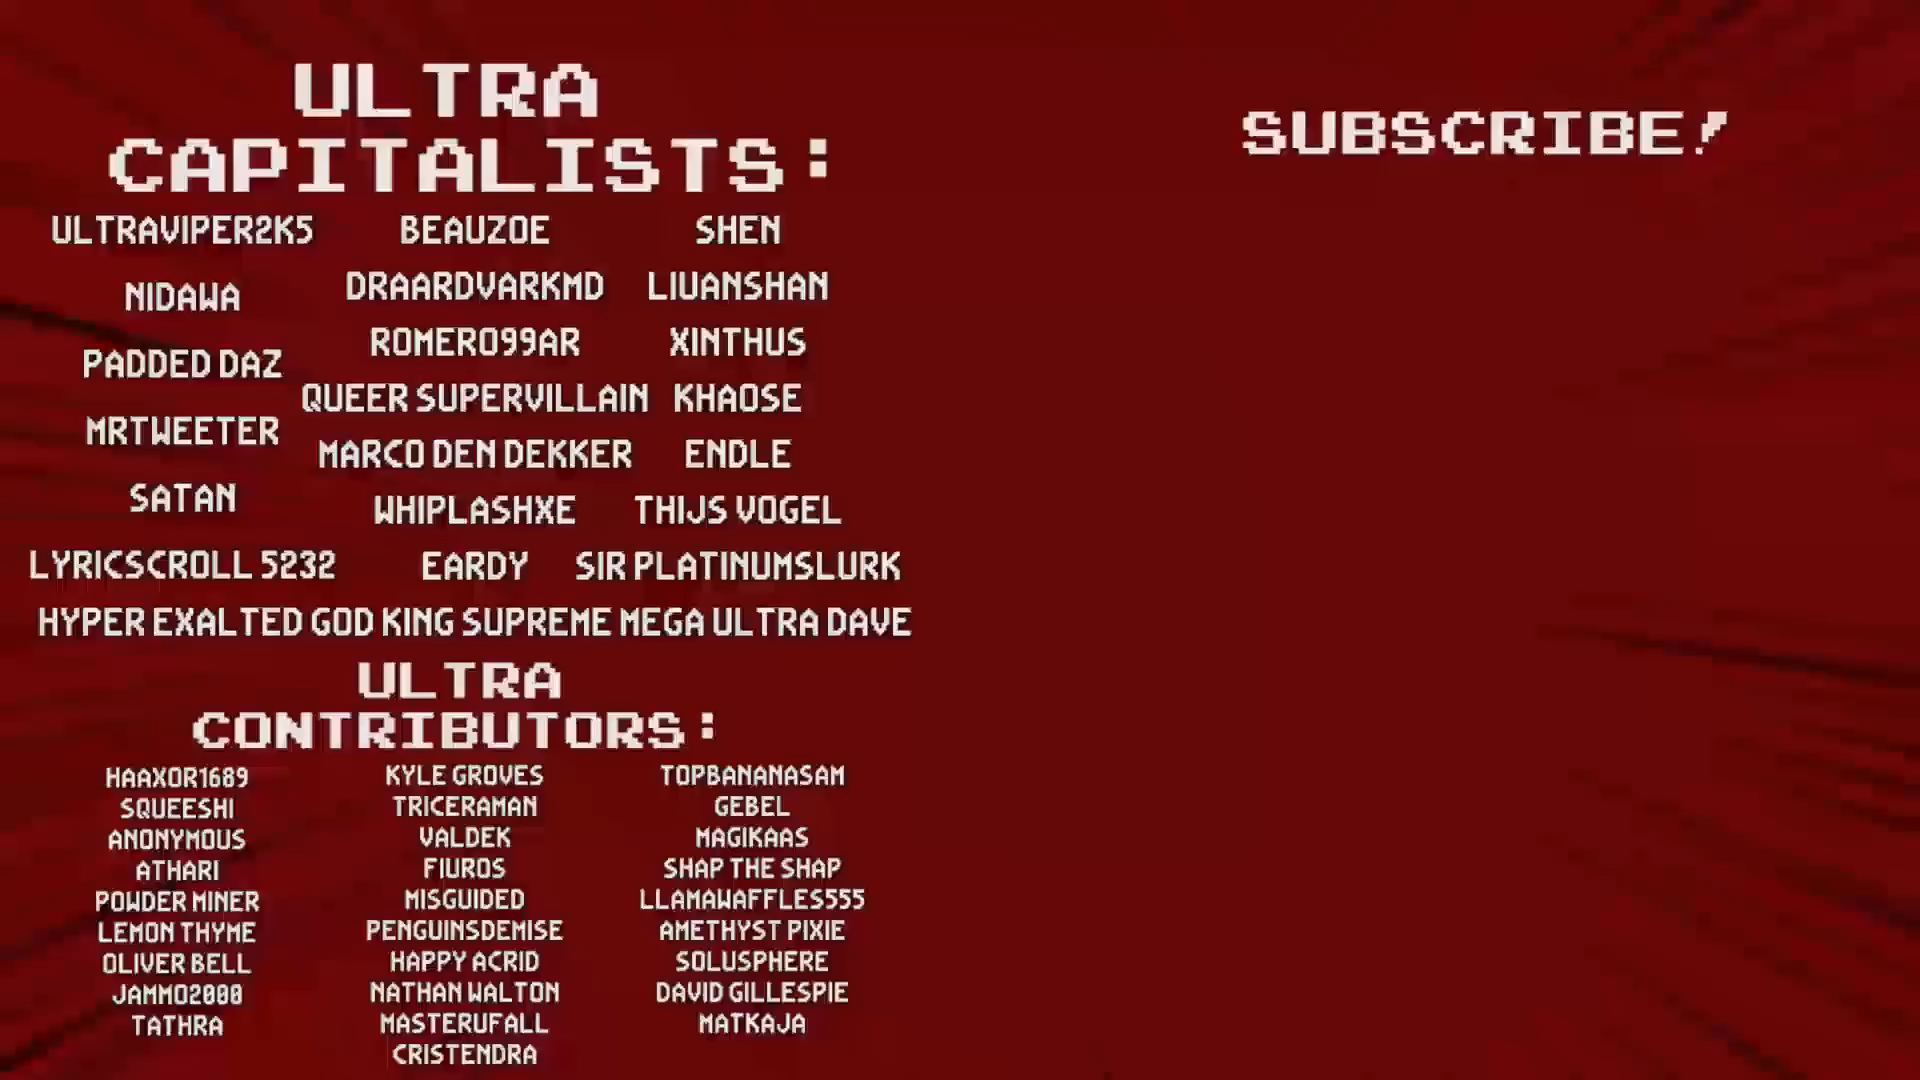 ULTRA
CAPITALISTS:
SUBSCRIBE!
ULTRAVIPER2K5
NIDAWA
PADDED DAZ
MRTWEETER
SATAN
LYRICSCROLL 5232
BEAUZOE
DRAARDVARKMD
ROMERO99AR
QUEER SUPERVILLAIN
MARCO DEN DEKKER
WHIPLASHXE
EARDY
SHEN
LIUANSHAN
XINTHUS
KHAOSE
ENDLE
THIJS VOGEL
SIR PLATINUMSLURK
HYPER EXALTED GOD KING SUPREME MEGA ULTRA DAVE
ULTRA
CONTRIBUTORS:
HAAXOR1689
SQUEESHI
ANONYMOUS
ATHARI
POWDER MINER
LEMON THYME
OLIVER BELL
JAMMO2000
TATHRA
KYLE GROVES
TRICERAMAN
VALDEK
FIUROS
MISGUIDED
PENGUINSDEMISE
HAPPY ACRID
NATHAN WALTON
MASTERUFALL
CRISTENDRA
TOPBANANASAM
GEBEL
MAGIKAAS
SHAP THE SHAP
LLAMAWAFFLES555
AMETHYST PIXIE
SOLUSPHERE
DAVID GILLESPIE
MATKAJA